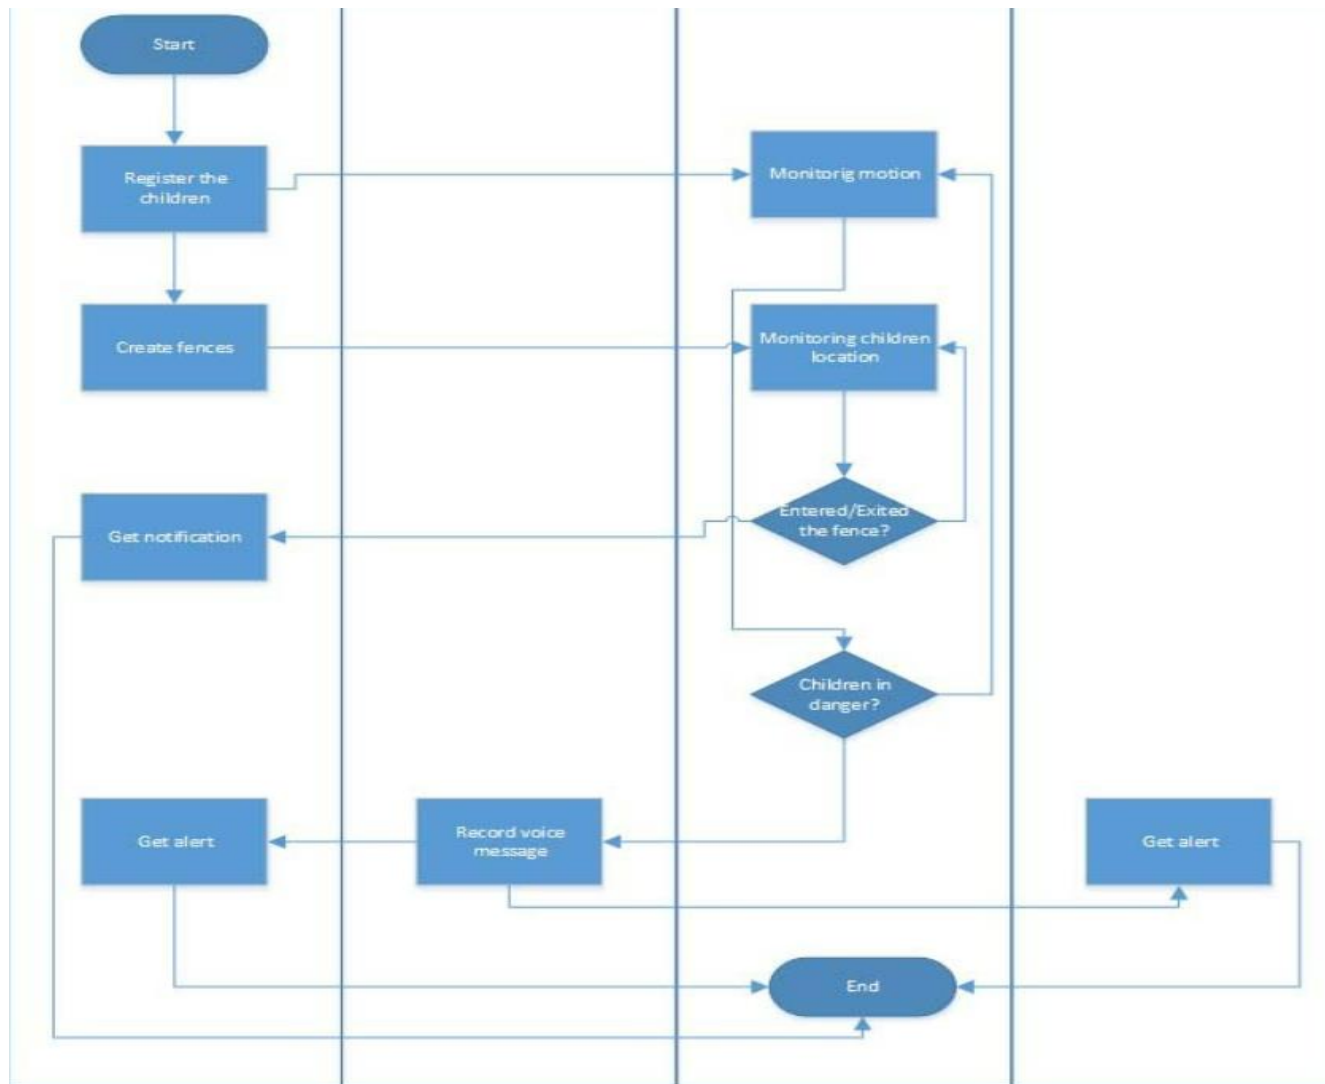 Start
Register the
children
Monitorig motion
Create fences
Monitoring children
location
Get notification
Entered/Exited
the fence?
Children in
danger?
Get alert
Record voice
message
Get alert
End